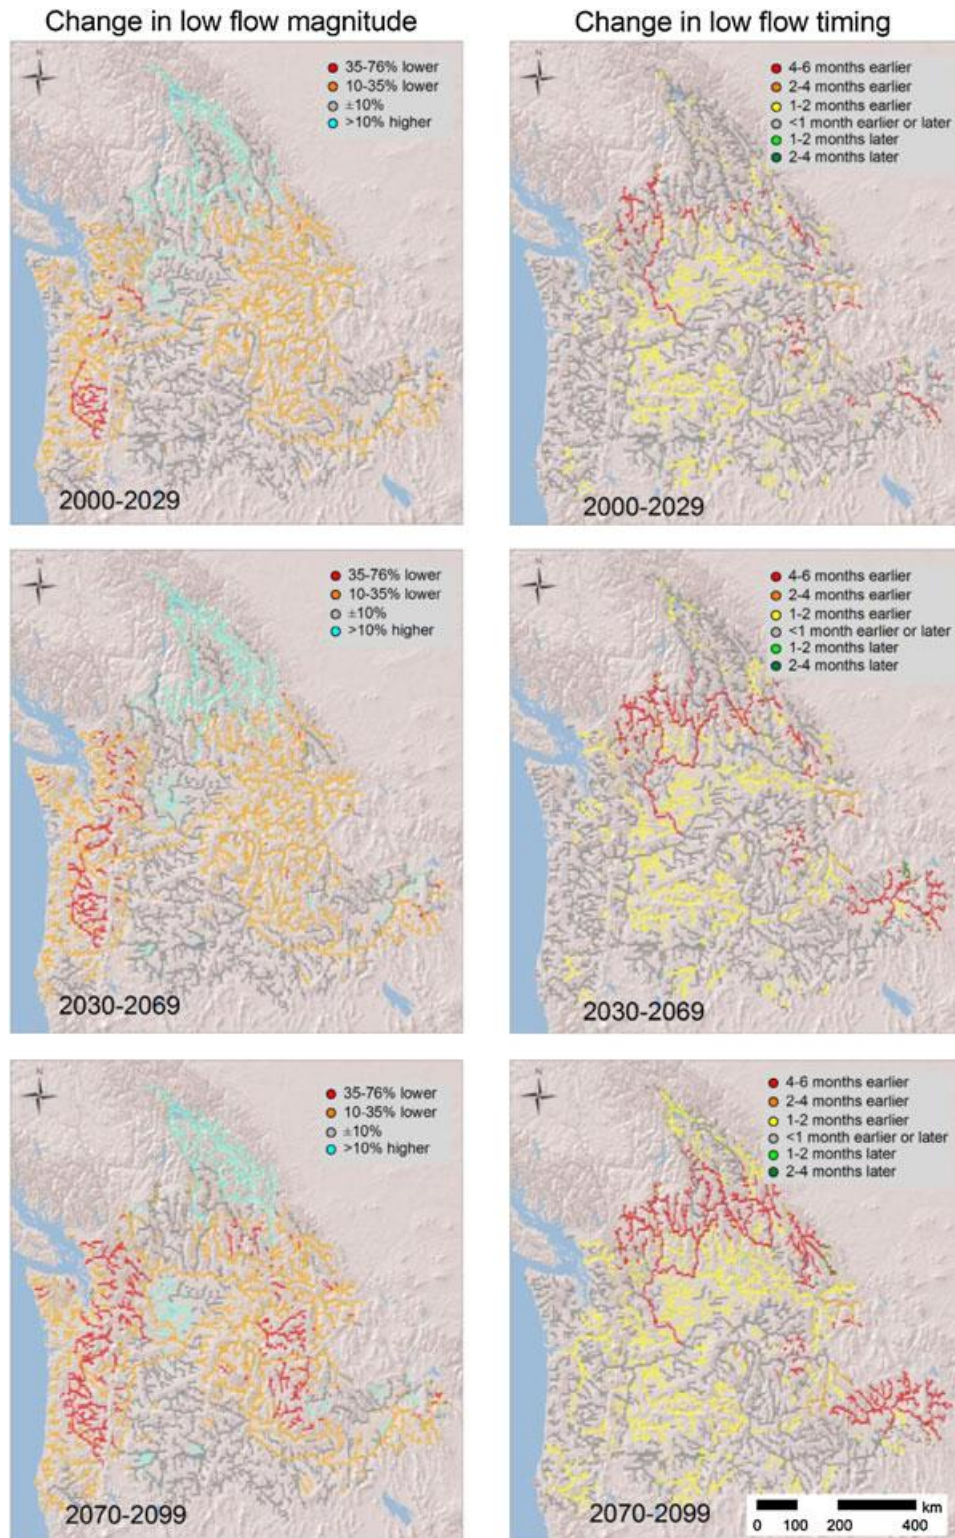 Change in low flow magnitude
Change in low flow timing
N
35-76% lower
10-35% lower
±10%
>10% higher
2000-2029
N
4-6 months earlier
2-4 months earlier
1-2 months earlier
<1 month earlier or later
1-2 months later
2-4 months later
2000-2029
N
35-76% lower
10-35% lower
±10%
>10% higher
2030-2069
N
4-6 months earlier
2-4 months earlier
1-2 months earlier
<1 month earlier or later
1-2 months later
2-4 months later
2030-2069
N
35-76% lower
10-35% lower
±10%
>10% higher
2070-2099
N
4-6 months earlier
2-4 months earlier
1-2 months earlier
<1 month earlier or later
1-2 months later
2-4 months later
2070-2099
km
0 100 200 400